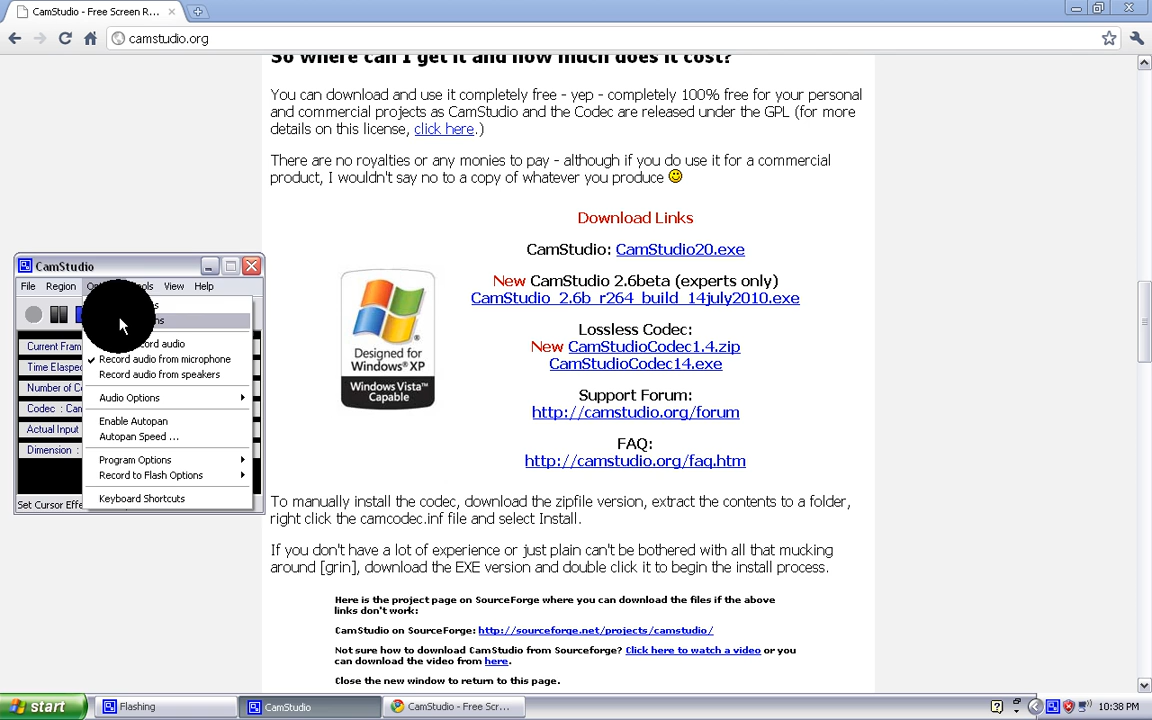 CamStudio - Free Screen R...
camstudio.org
So where can I get it and how much does it cost?
You can download and use it completely free - yep - completely 100% free for your personal
and commercial projects as CamStudio and the Codec are released under the GPL (for more
details on this license, click here.)
There are no royalties or any monies to pay - although if you do use it for a commercial
product, I wouldn't say no to a copy of whatever you produce
Download Links
CamStudio: CamStudio20.exe
New CamStudio 2.6beta (experts only)
CamStudio_2.6b_r264_build_14july2010.exe
Lossless Codec:
New CamStudioCodec1.4.zip
CamStudioCodec14.exe
Support Forum:
http://camstudio.org/forum
FAQ:
http://camstudio.org/faq.htm
Designed for
Windows® XP
Windows Vista™
Capable
To manually install the codec, download the zipfile version, extract the contents to a folder,
right click the camcodec.inf file and select Install.
If you don't have a lot of experience or just plain can't be bothered with all that mucking
around [grin], download the EXE version and double click it to begin the install process.
Here is the project page on SourceForge where you can download the files if the above
links don't work:
CamStudio on SourceForge: http://sourceforge.net/projects/camstudio/
Not sure how to download CamStudio from Sourceforge? Click here to watch a video or you
can download the video from here.
Close the new window to return to this page.
CamStudio
File Region View Help
Current Fram
Time Elapsed
Number of Co
Codec : Cam
Actual Input
Dimension :
Set Cursor Effe
audio
Record audio from microphone
Record audio from speakers
Audio Options
Enable Autopan
Autopan Speed ...
Program Options
Record to Flash Options
Keyboard Shortcuts
start
Flashing
CamStudio
CamStudio - Free Scr...
10:38 PM